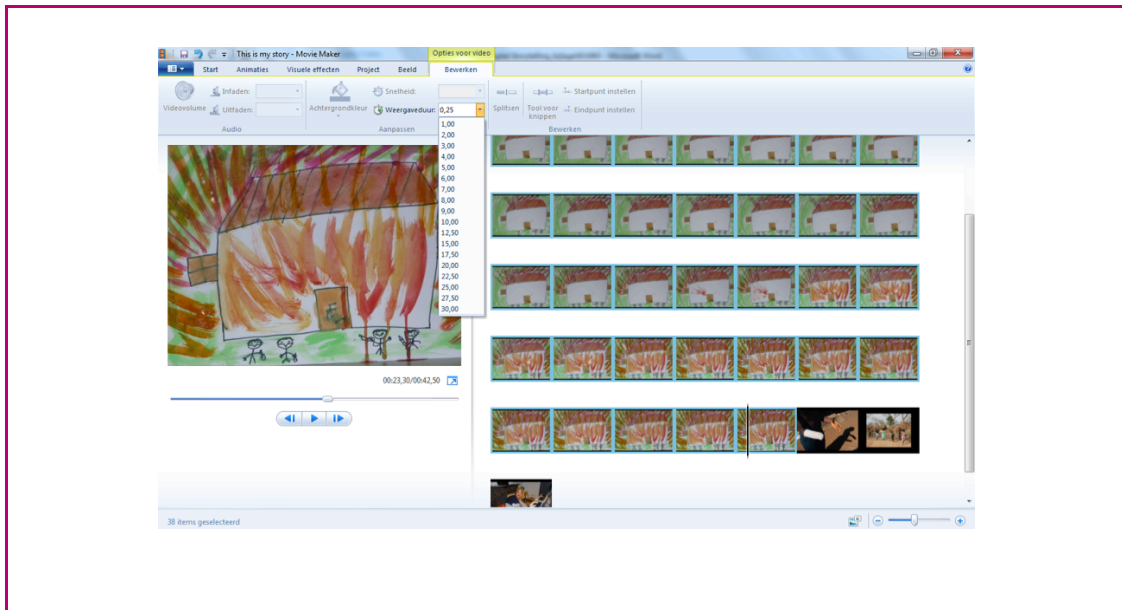 This is my story - Movie Maker
Opties voor video
Start Animaties Visuele effecten Project Beeld Bewerken
Infaden: Snelheid: Startpunt instellen
Videovolume Uitfaden: Achtergrondkleur Weergaveduur: 0,25 Splitsen Tool voor knippen Eindpunt instellen
Audio Aanpassen Bewerken
1,00
2,00
3,00
4,00
5,00
6,00
7,00
8,00
9,00
10,00
12,50
15,00
17,50
20,00
22,50
25,00
27,50
30,00
00:23,30/00:42,50
38 items geselecteerd